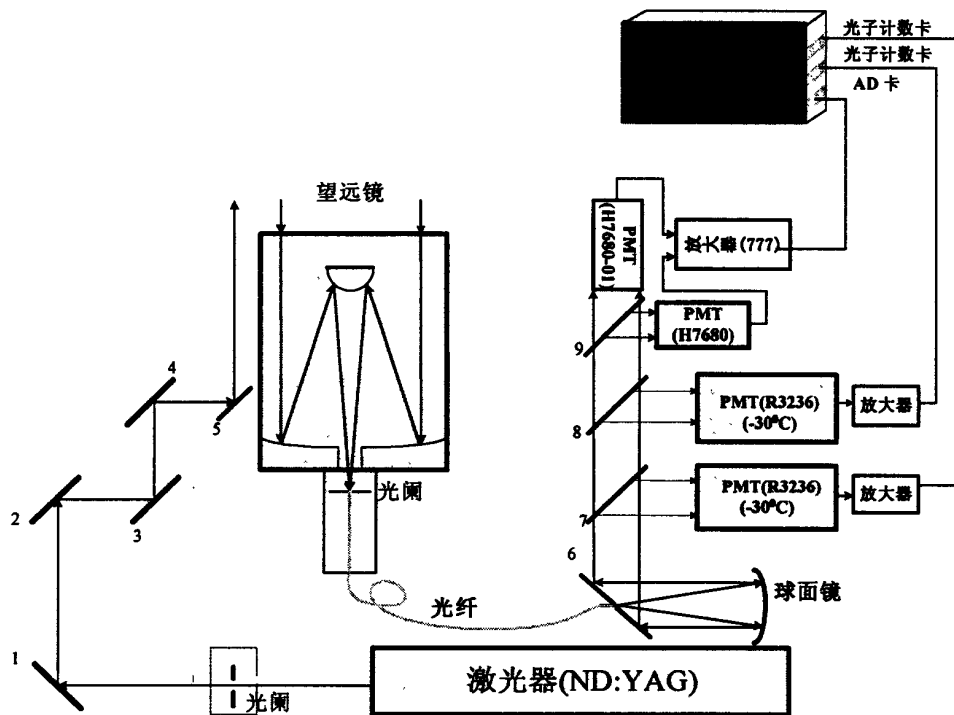 光子计数卡
光子计数卡
AD 卡
望远镜
PMT
(H7680-01)
放大器(777)
PMT
(H7680)
9
4
5
PMT(R3236)
(-30°C)
放大器
8
光阑
PMT(R3236)
(-30°C)
放大器
2
3
7
6
球面镜
光纤
1
光阑
激光器(ND:YAG)